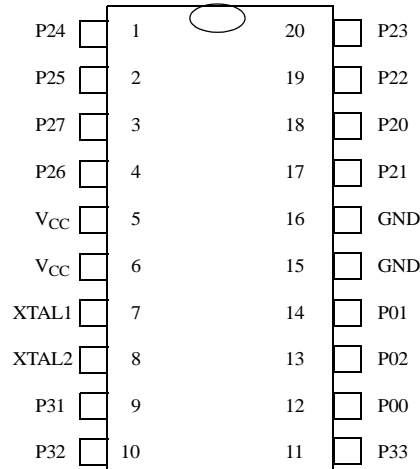 P24 1 20 P23
P25 2 19 P22
P27 3 18 P20
P26 4 17 P21
VCC 5 16 GND
VCC 6 15 GND
XTAL1 7 14 P01
XTAL2 8 13 P02
P31 9 12 P00
P32 10 11 P33